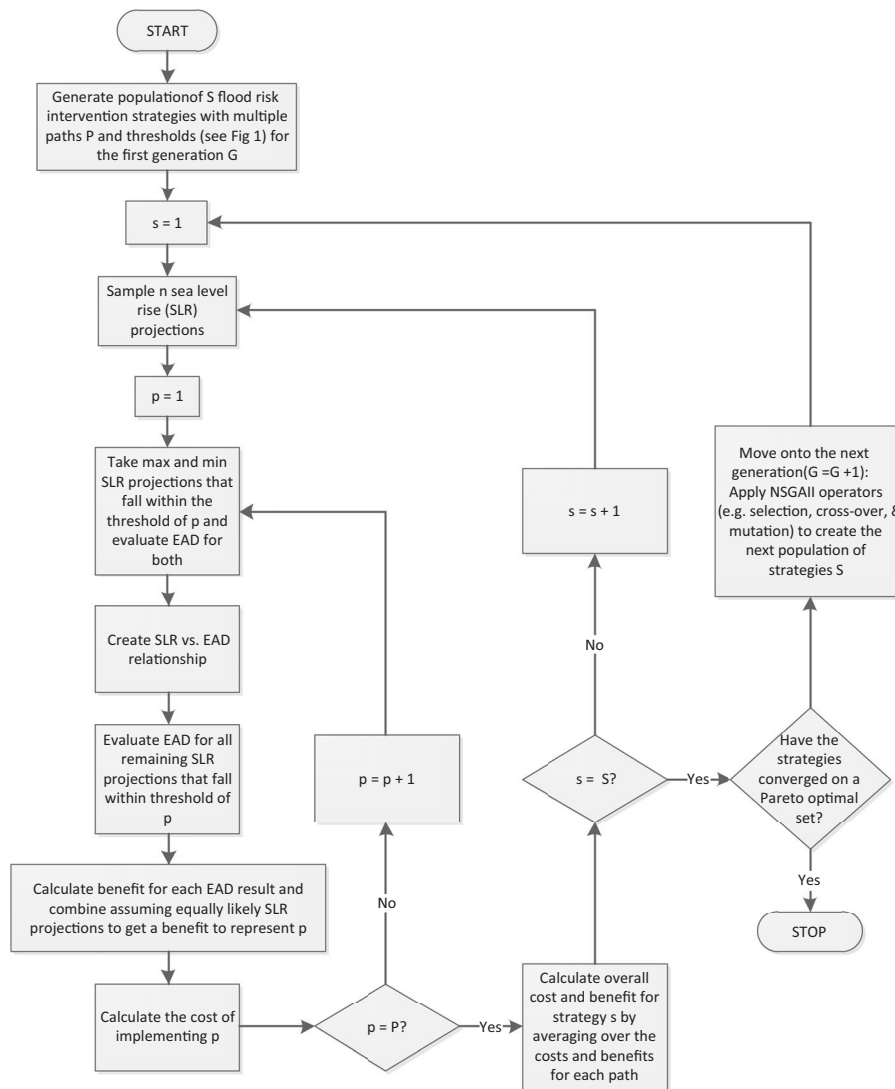 START
Generate populationof S flood risk
intervention strategies with multiple
paths P and thresholds (see Fig 1) for
the first generation G
s = 1
Sample n sea level
rise (SLR)
projections
p = 1
Take max and min
SLR projections that
fall within the
threshold of p and
evaluate EAD for
both
Create SLR vs. EAD
relationship
Evaluate EAD for all
remaining SLR
projections that fall
within threshold of
p
Calculate benefit for each EAD result and
combine assuming equally likely SLR
projections to get a benefit to represent p
Calculate the cost of
implementing p
p = P?
No
p = p + 1
Yes
Calculate overall
cost and benefit for
strategy s by
averaging over the
costs and benefits
for each path
s = S?
No
s = s + 1
Yes
Have the
strategies
converged on a
Pareto optimal
set?
Yes
STOP
Move onto the next
generation(G =G +1):
Apply NSGAII operators
(e.g. selection, cross-over, &
mutation) to create the
next population of
strategies S